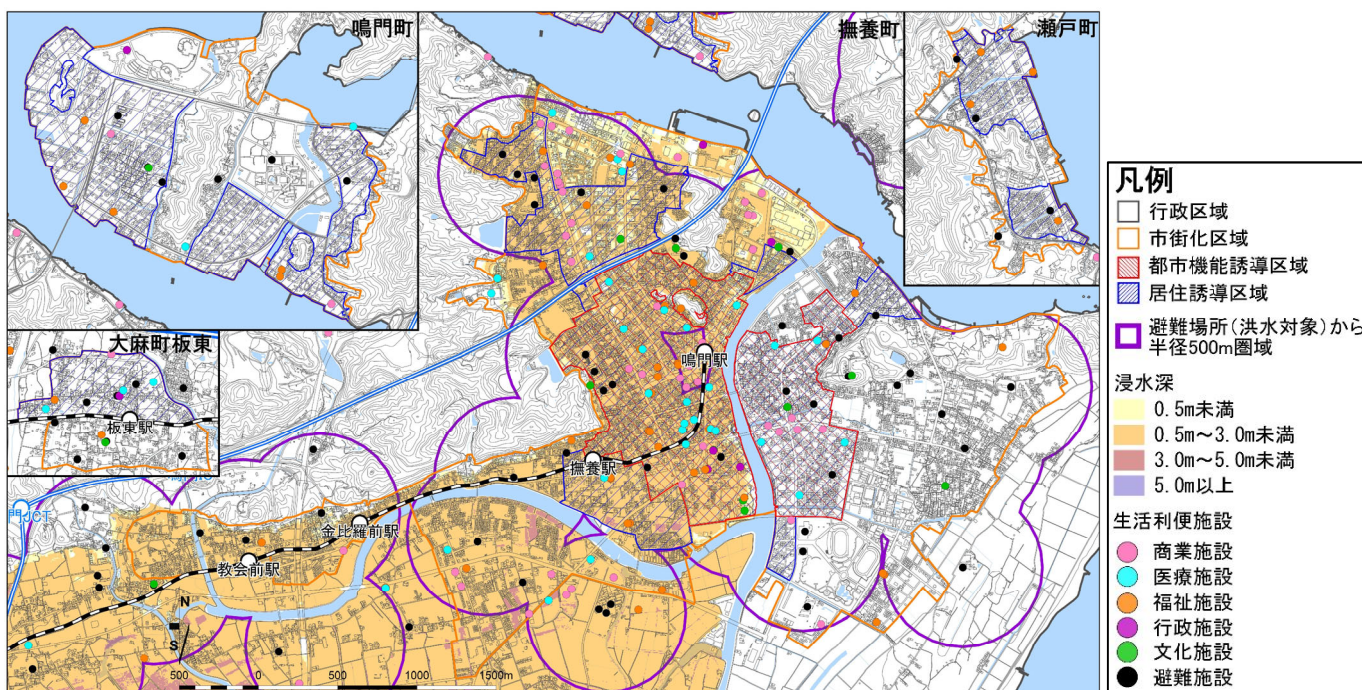 鳴門町
撫養町
瀬戸町
大麻町板東
板東駅
鳴門駅
撫養駅
金比羅前駅
教会前駅
門JCT
N
S
500
0
500
1000
1500m
凡例
行政区域
市街化区域
都市機能誘導区域
居住誘導区域
避難場所(洪水対象)から
半径500m圏域
浸水深
0.5m未満
0.5m～3.0m未満
3.0m～5.0m未満
5.0m以上
生活利便施設
商業施設
医療施設
福祉施設
行政施設
文化施設
避難施設